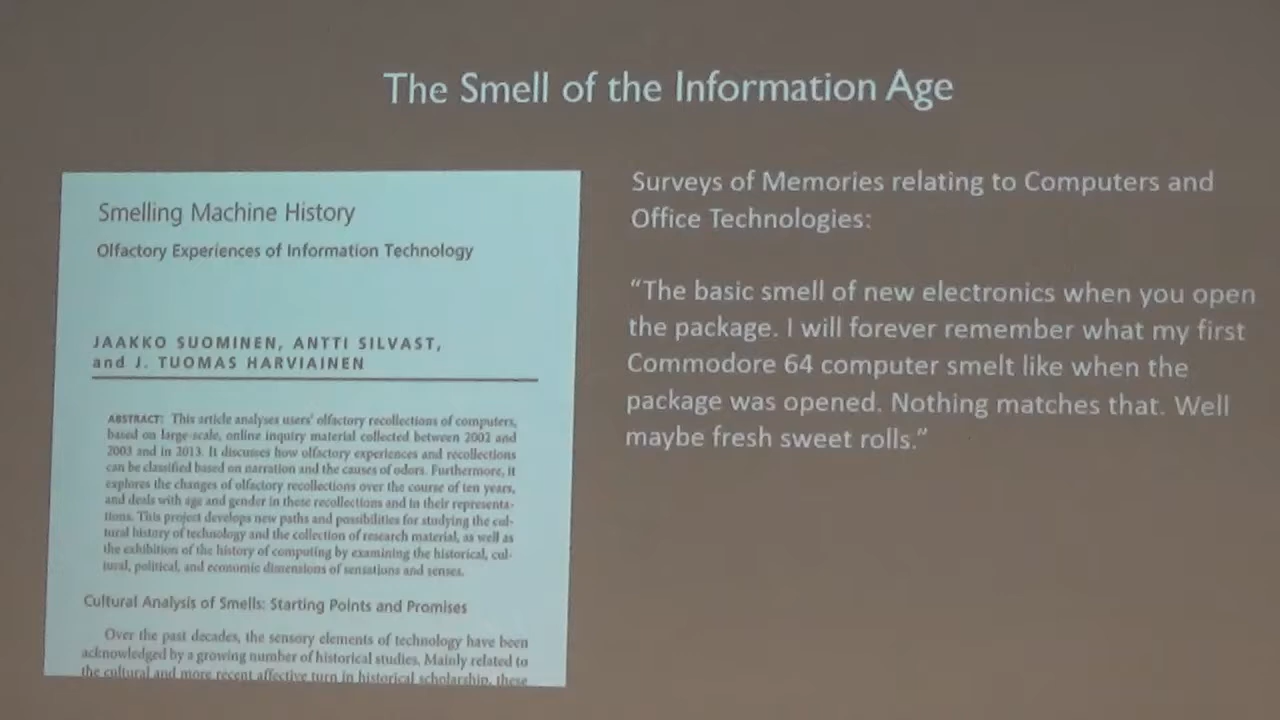 The Smell of the Information Age
Smelling Machine History
Olfactory Experiences of Information Technology
JAAKKO SUOMINEN, ANTTI SILVAST,
and J. TUOMAS HARVIAINEN
ABSTRACT: This article analyses users' olfactory recollections of computers,
based on large-scale, online inquiry material collected between 2002 and
2003 and in 2013. It discusses how olfactory experiences and recollections
can be classified based on narration and the causes of odors. Furthermore, it
explores the changes of olfactory recollections over the course of ten years,
and deals with age and gender in these recollections and in their representa-
tions. This project develops new paths and possibilities for studying the cul-
tural history of technology and the collection of research material, as well as
the exhibition of the history of computing by examining the historical, cul-
tural, political, and economic dimensions of sensations and senses.
Cultural Analysis of Smells: Starting Points and Promises
Over the past decades, the sensory elements of technology have been
acknowledged by a growing number of historical studies. Mainly related to
the cultural and more recent affective turn in historical scholarship, these
Surveys of Memories relating to Computers and
Office Technologies:
“The basic smell of new electronics when you open
the package. I will forever remember what my first
Commodore 64 computer smelt like when the
package was opened. Nothing matches that. Well
maybe fresh sweet rolls.”